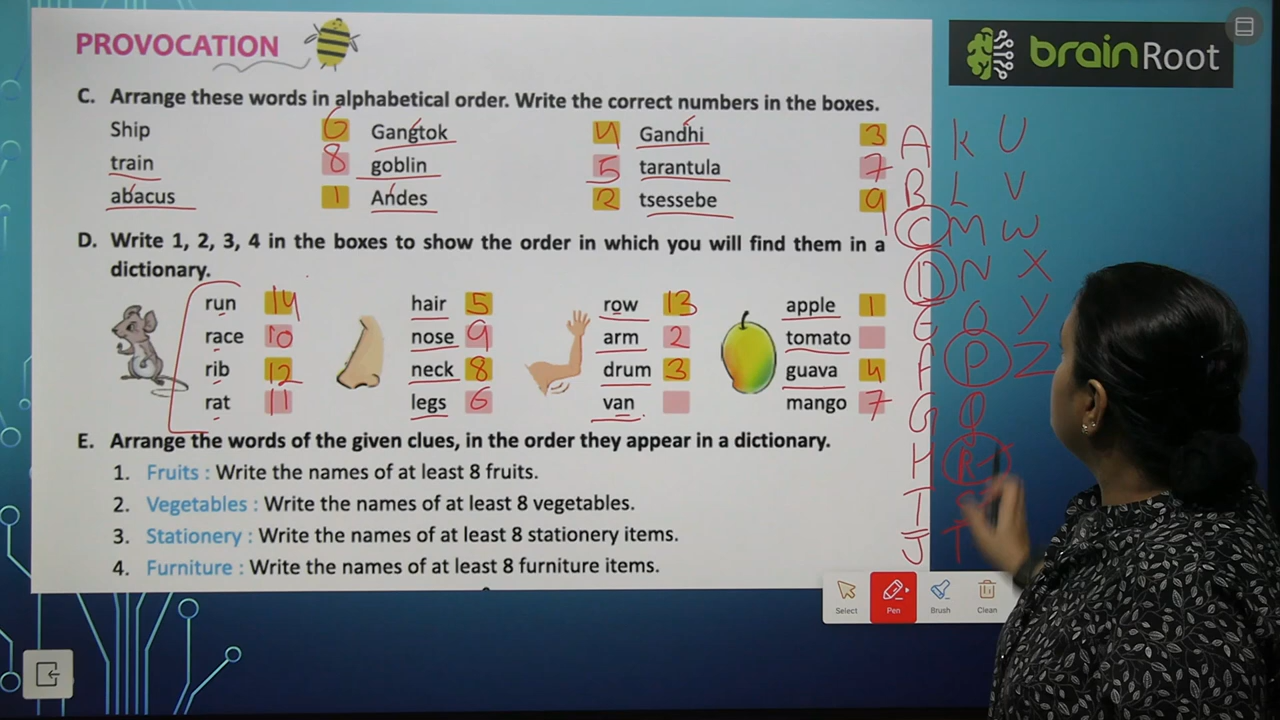 PROVOCATION
brainRoot
C. Arrange these words in alphabetical order. Write the correct numbers in the boxes.
Ship 6 Gangtok 4 Gandhi 3
train 8 goblin 5 tarantula 7
abacus 1 Andes 2 tsessebe 9
D. Write 1, 2, 3, 4 in the boxes to show the order in which you will find them in a
dictionary.
run 14 hair 5 row 13 apple 1
race 10 nose 9 arm 2 tomato
rib 12 neck 8 drum 3 guava 4
rat 11 legs 6 van mango 7
E. Arrange the words of the given clues, in the order they appear in a dictionary.
1. Fruits : Write the names of at least 8 fruits.
2. Vegetables : Write the names of at least 8 vegetables.
3. Stationery : Write the names of at least 8 stationery items.
4. Furniture : Write the names of at least 8 furniture items.
A K U
B L V
C M W
D N X
E O Y
F P Z
G Q
H R
I S
J T
Select Pen Brush Clean